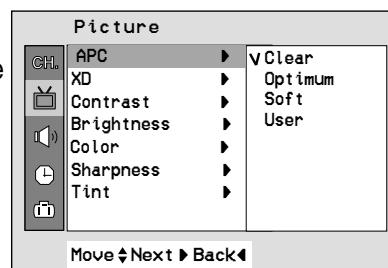 Picture
e
CH.
APC
XD
Contrast
Brightness
Color
Sharpness
Tint
Clear
Optimum
Soft
User
Move Next Back